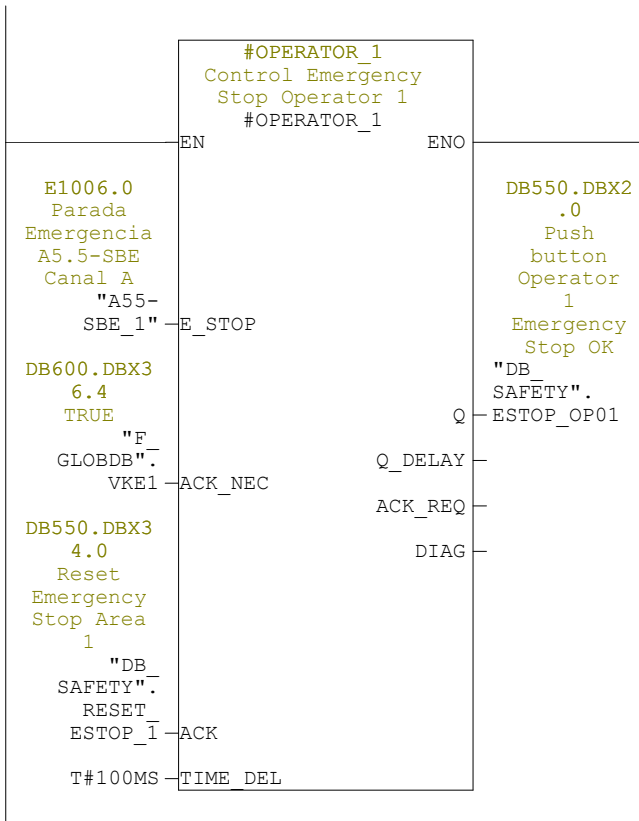 #OPERATOR_1
Control Emergency
Stop Operator 1
#OPERATOR_1
EN
ENO
E1006.0
Parada
Emergencia
A5.5-SBE
Canal A
"A55-
SBE_1"
E_STOP
DB600.DBX3
6.4
TRUE
"F_
GLOBDB".
VKE1
ACK_NEC
DB550.DBX3
4.0
Reset
Emergency
Stop Area
1
"DB_
SAFETY".
RESET_
ESTOP_1
ACK
T#100MS
TIME_DEL
DB550.DBX2
.0
Push
button
Operator
1
Emergency
Stop OK
"DB_
SAFETY".
Q
ESTOP_OP01
Q_DELAY
ACK_REQ
DIAG